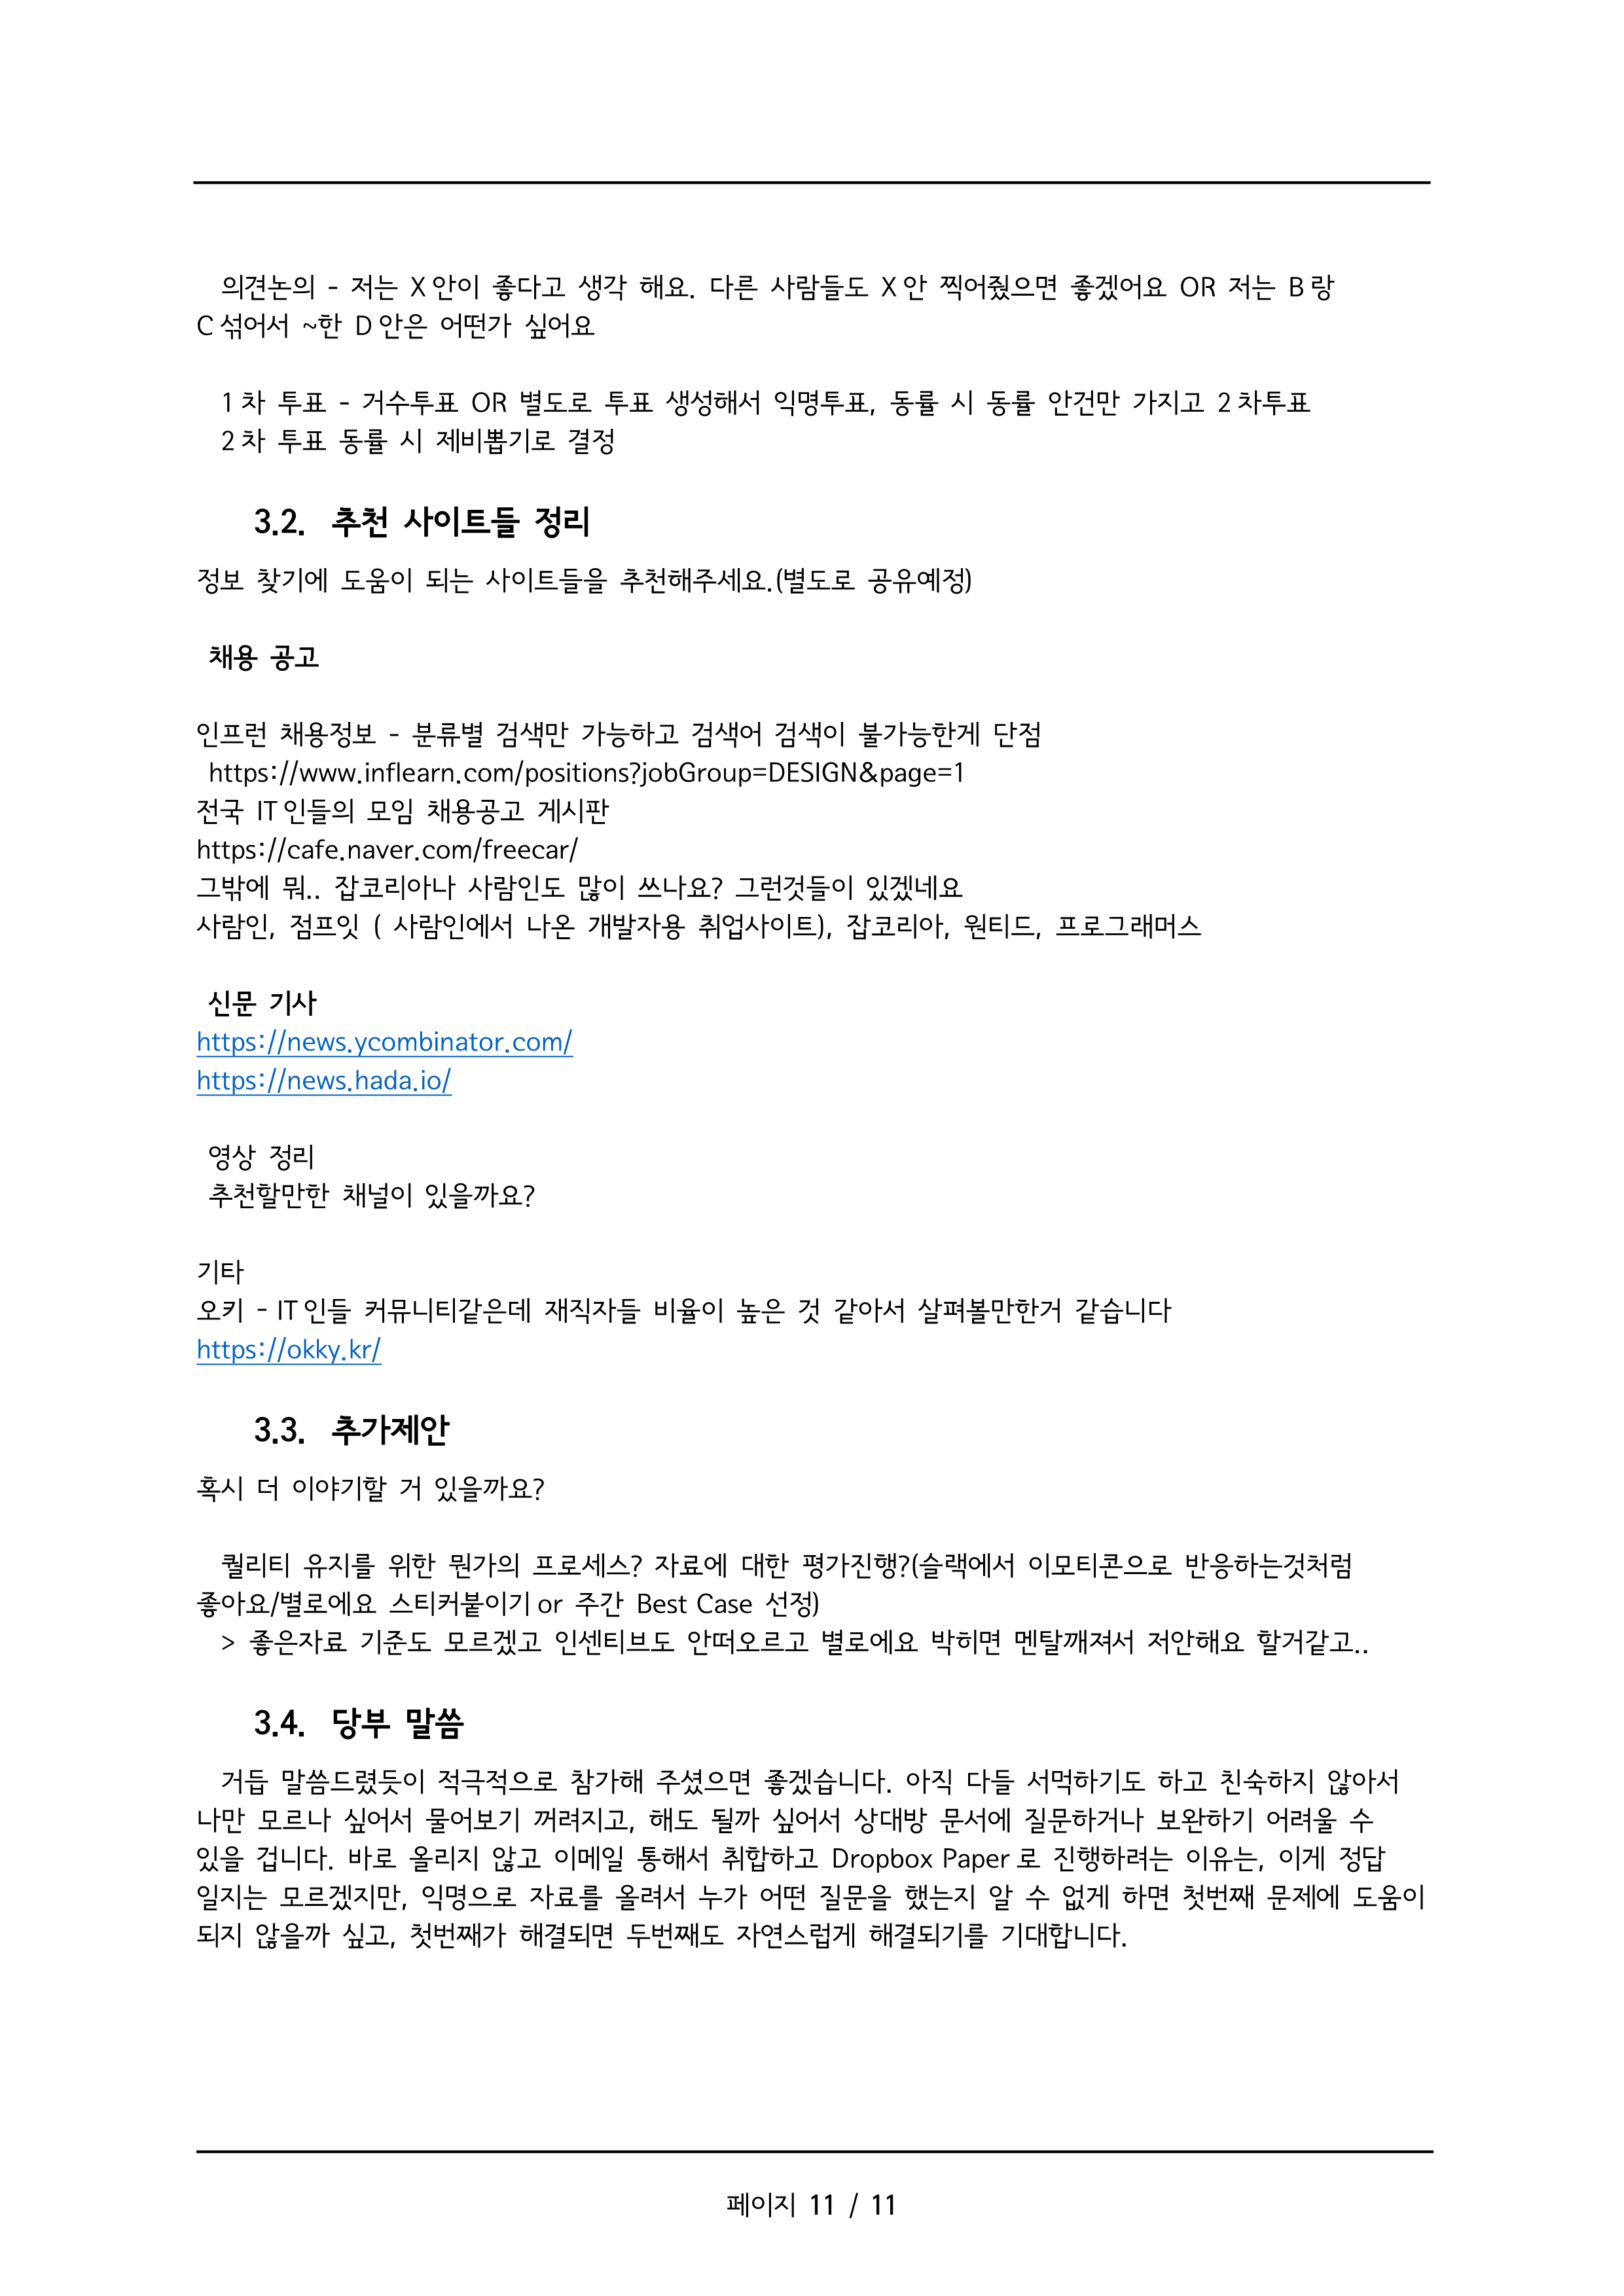 의견논의 - 저는 X안이 좋다고 생각 해요. 다른 사람들도 X안 찍어줬으면 좋겠어요 OR 저는 B랑
C섞어서 ~한 D안은 어떤가 싶어요
1차 투표 - 거수투표 OR 별도로 투표 생성해서 익명투표, 동률 시 동률 안건만 가지고 2차투표
2차 투표 동률 시 제비뽑기로 결정
3.2. 추천 사이트들 정리
정보 찾기에 도움이 되는 사이트들을 추천해주세요.(별도로 공유예정)
채용 공고
인프런 채용정보 - 분류별 검색만 가능하고 검색어 검색이 불가능한게 단점
https://www.inflearn.com/positions?jobGroup=DESIGN&page=1
전국 IT인들의 모임 채용공고 게시판
https://cafe.naver.com/freecar/
그밖에 뭐.. 잡코리아나 사람인도 많이 쓰나요? 그런것들이 있겠네요
사람인, 점프잇 ( 사람인에서 나온 개발자용 취업사이트), 잡코리아, 원티드, 프로그래머스
신문 기사
https://news.ycombinator.com/
https://news.hada.io/
영상 정리
추천할만한 채널이 있을까요?
기타
오키 - IT인들 커뮤니티같은데 재직자들 비율이 높은 것 같아서 살펴볼만한거 같습니다
https://okky.kr/
3.3. 추가제안
혹시 더 이야기할 거 있을까요?
퀄리티 유지를 위한 뭔가의 프로세스? 자료에 대한 평가진행?(슬랙에서 이모티콘으로 반응하는것처럼
좋아요/별로에요 스티커붙이기 or 주간 Best Case 선정)
> 좋은자료 기준도 모르겠고 인센티브도 안떠오르고 별로에요 박히면 멘탈깨져서 저안해요 할거같고..
3.4. 당부 말씀
거듭 말씀드렸듯이 적극적으로 참가해 주셨으면 좋겠습니다. 아직 다들 서먹하기도 하고 친숙하지 않아서
나만 모르나 싶어서 물어보기 꺼려지고, 해도 될까 싶어서 상대방 문서에 질문하거나 보완하기 어려울 수
있을 겁니다. 바로 올리지 않고 이메일 통해서 취합하고 Dropbox Paper로 진행하려는 이유는, 이게 정답
일지는 모르겠지만, 익명으로 자료를 올려서 누가 어떤 질문을 했는지 알 수 없게 하면 첫번째 문제에 도움이
되지 않을까 싶고, 첫번째가 해결되면 두번째도 자연스럽게 해결되기를 기대합니다.
페이지 11 / 11